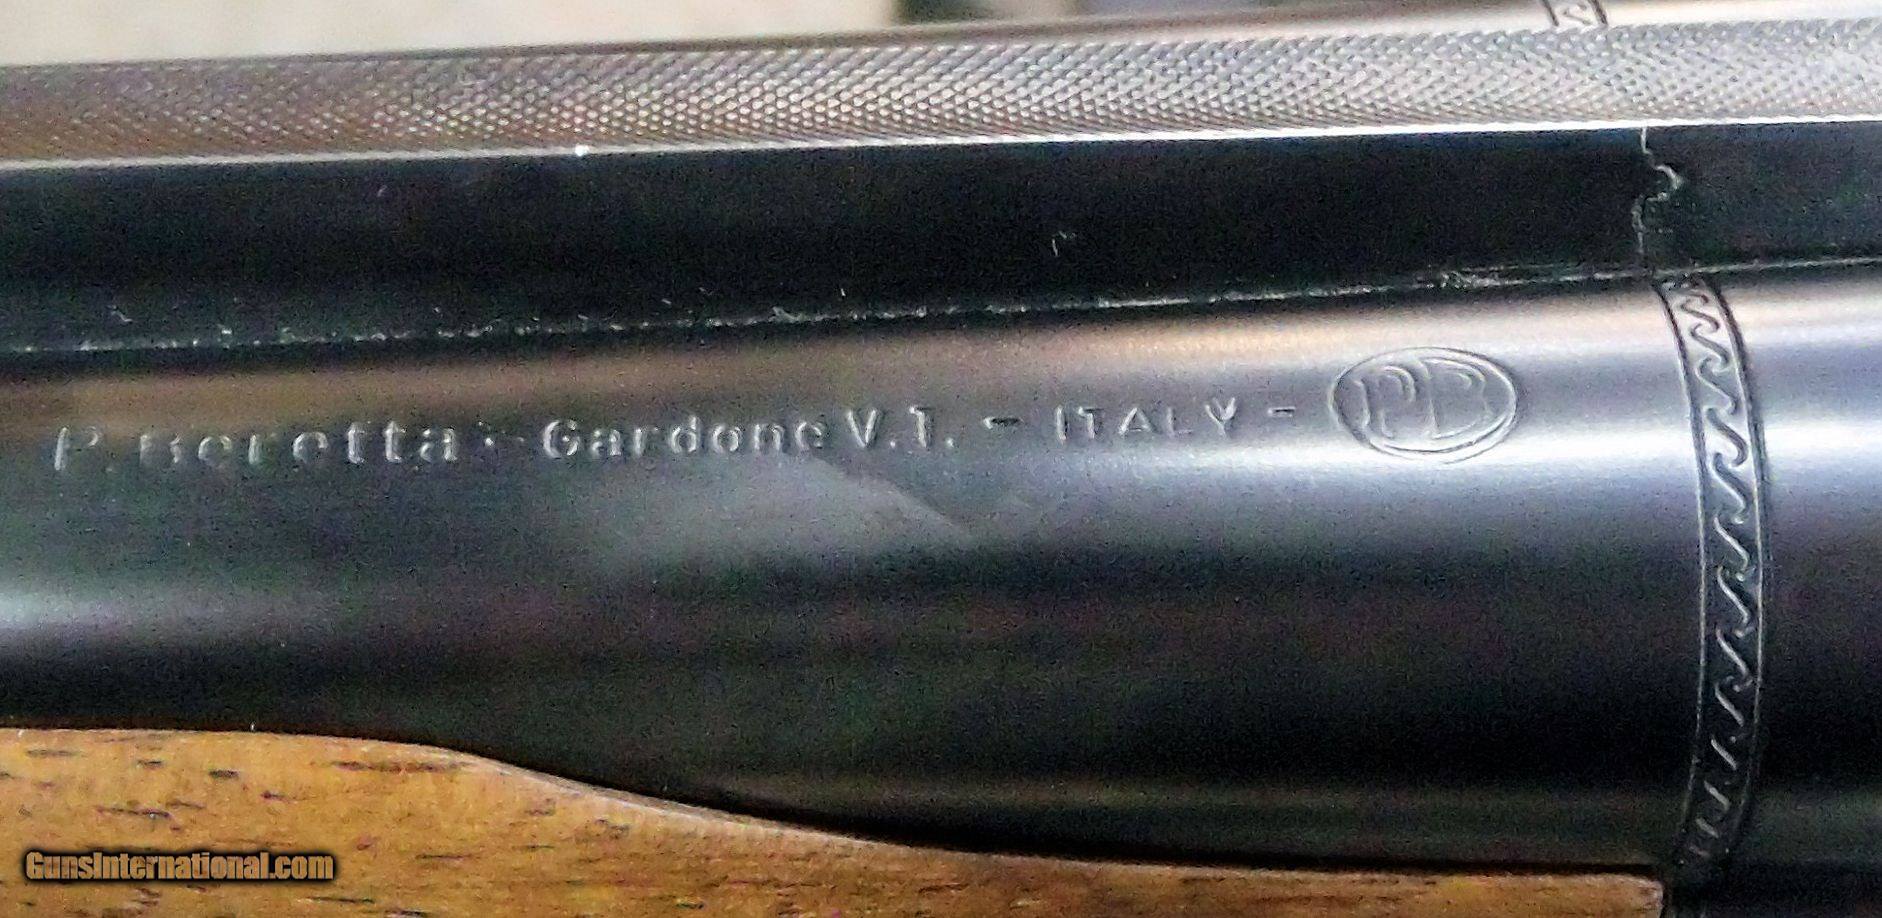 P. Beretta - Gardone V.T. - ITALY - PB
GunsInternational.com